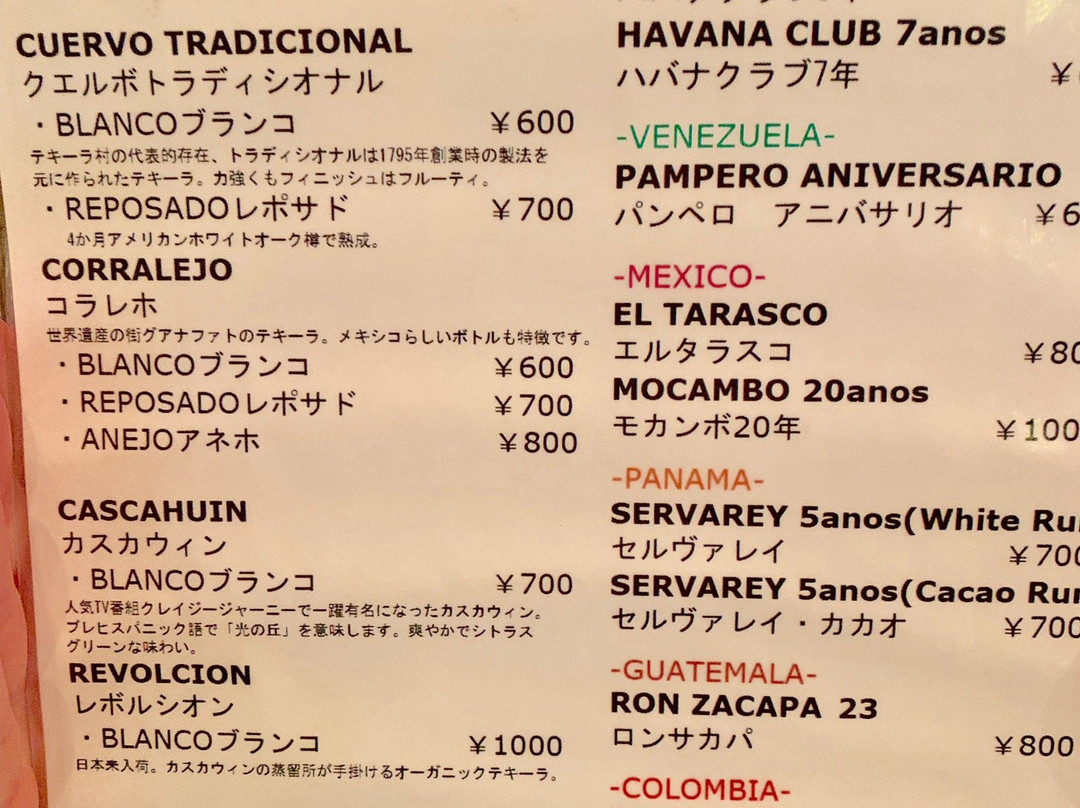 CUERVO TRADICIONAL
クエルボトラディシオナル
・BLANCOブランコ ￥600
テキーラ村の代表的存在、トラディシオナルは1795年創業時の製法を
元に作られたテキーラ。力強くもフィニッシュはフルーティ。
・REPOSADOレポサド ￥700
4か月アメリカンホワイトオーク樽で熟成。
CORRALEJO
コラレホ
世界遺産の街グアナファトのテキーラ。メキシコらしいボトルも特徴です。
・BLANCOブランコ ￥600
・REPOSADOレポサド ￥700
・ANEJOアネホ ￥800
CASCAHUIN
カスカウィン
・BLANCOブランコ ￥700
人気TV番組クレイジージャーニーで一躍有名になったカスカウィン。
プレヒスパニック語で「光の丘」を意味します。爽やかでシトラス
グリーンな味わい。
REVOLCION
レボルシオン
・BLANCOブランコ ￥1000
日本未入荷。カスカウィンの蒸留所が手掛けるオーガニックテキーラ。
HAVANA CLUB 7anos
ハバナクラブ7年 ￥
-VENEZUELA-
PAMPERO ANIVERSARIO
パンペロ　アニバサリオ ￥6
-MEXICO-
EL TARASCO
エルタラスコ ￥80
MOCAMBO 20anos
モカンボ20年 ￥100
-PANAMA-
SERVAREY 5anos(White Ru
セルヴァレイ ￥700
SERVAREY 5anos(Cacao Ru
セルヴァレイ・カカオ ￥700
-GUATEMALA-
RON ZACAPA 23
ロンサカパ ￥800
-COLOMBIA-